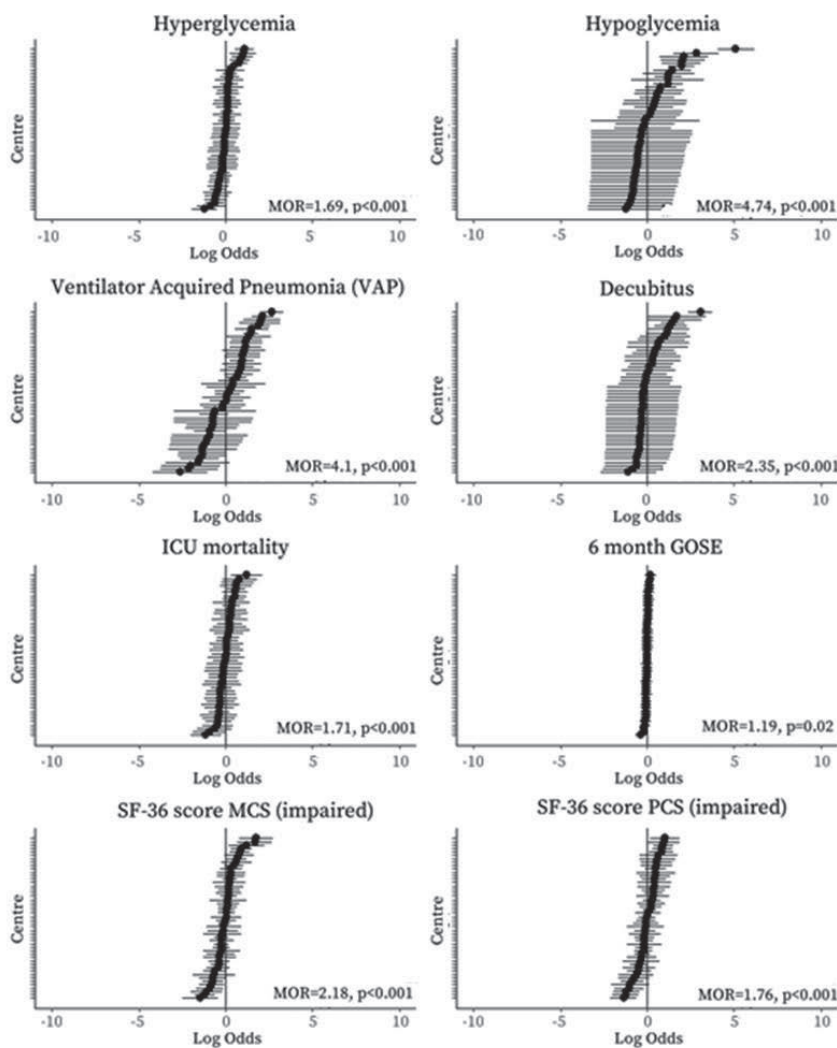 Hyperglycemia
Centre
MOR=1.69, p<0.001
-10 -5 0 5 10
Log Odds
Hypoglycemia
Centre
MOR=4.74, p<0.001
-10 -5 0 5 10
Log Odds
Ventilator Acquired Pneumonia (VAP)
Centre
MOR=4.1, p<0.001
-10 -5 0 5 10
Log Odds
Decubitus
Centre
MOR=2.35, p<0.001
-10 -5 0 5 10
Log Odds
ICU mortality
Centre
MOR=1.71, p<0.001
-10 -5 0 5 10
Log Odds
6 month GOSE
Centre
MOR=1.19, p=0.02
-10 -5 0 5 10
Log Odds
SF-36 score MCS (impaired)
Centre
MOR=2.18, p<0.001
-10 -5 0 5 10
Log Odds
SF-36 score PCS (impaired)
Centre
MOR=1.76, p<0.001
-10 -5 0 5 10
Log Odds